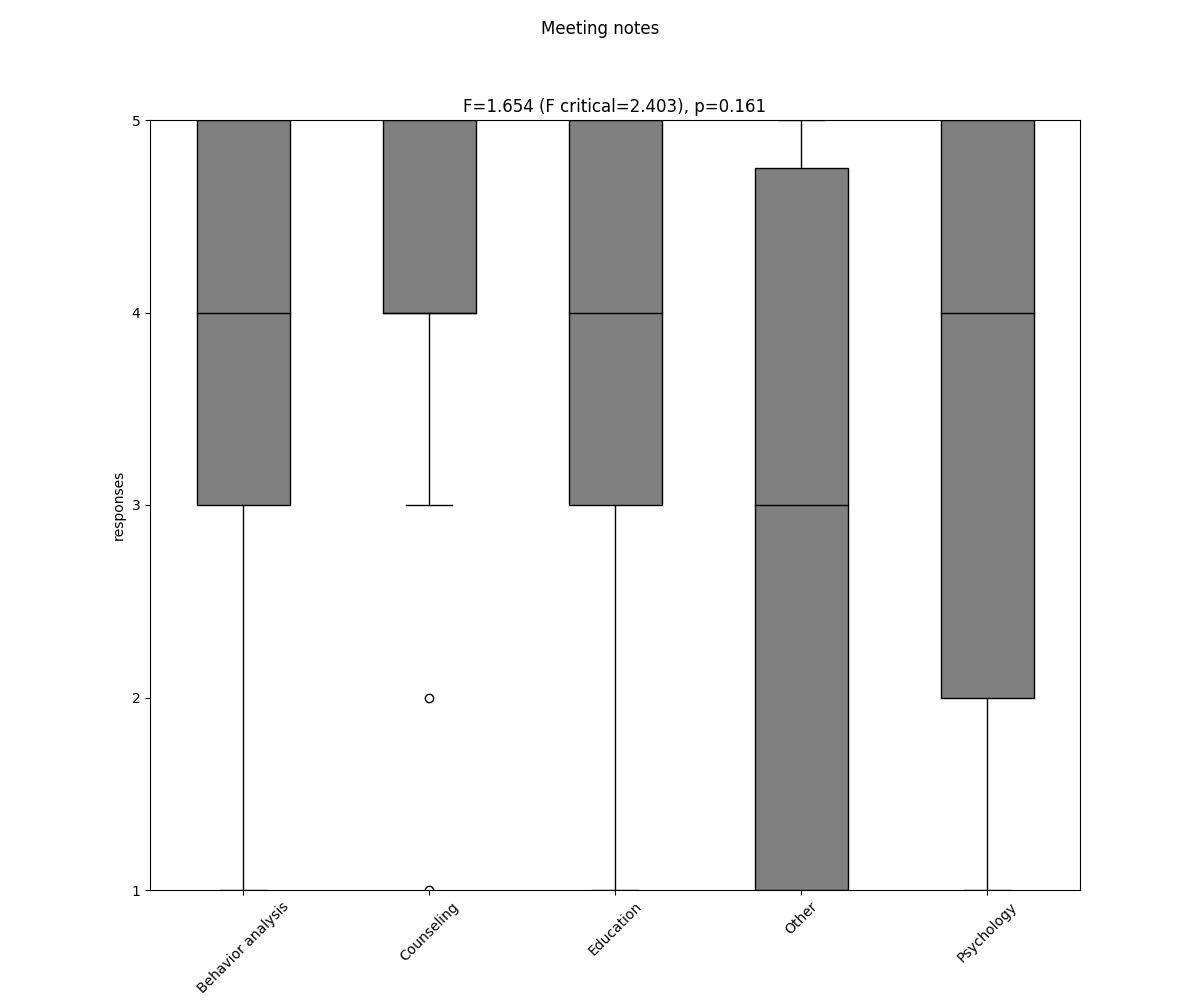 Meeting notes
F=1.654 (F critical=2.403), p=0.161
5
4
3
2
1
responses
Behavior analysis
Counseling
Education
Other
Psychology